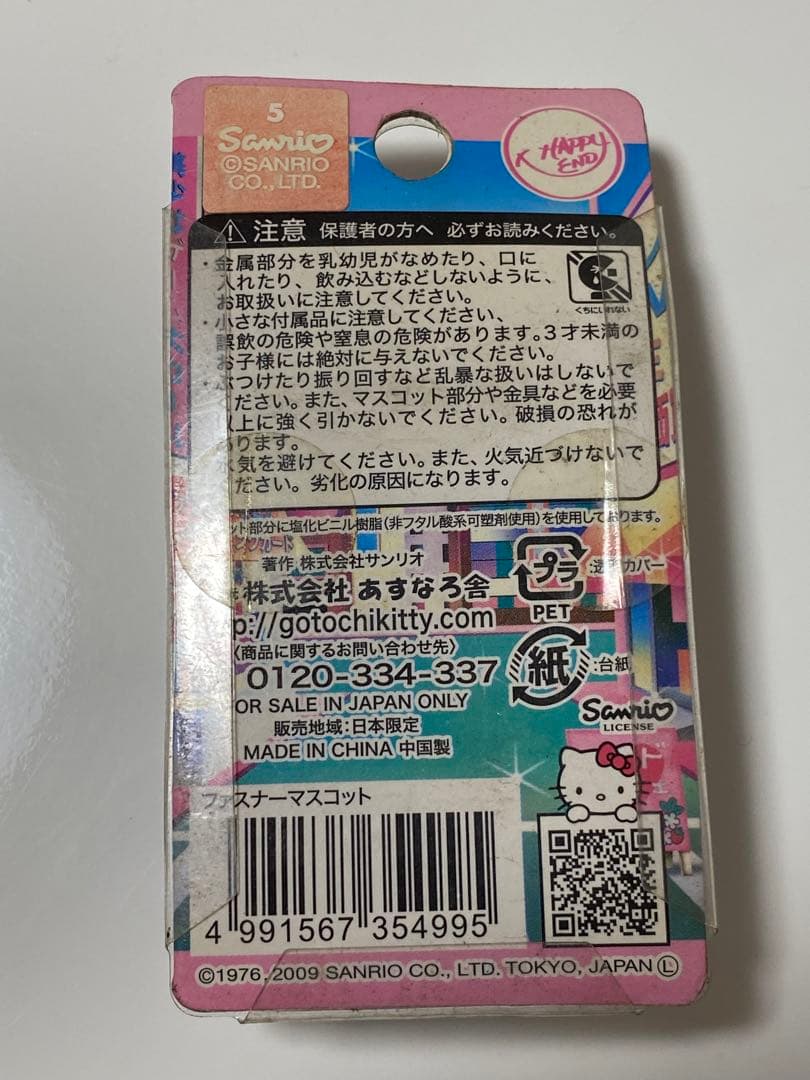 5
Sanrio
©SANRIO
CO., LTD.
K HAPPY
END
注意 保護者の方へ 必ずお読みください。
・金属部分を乳幼児がなめたり、口に
入れたり、飲み込むなどしないように、
お取扱いに注意してください。
くちにいれない
・小さな付属品に注意してください、
誤飲の危険や窒息の危険があります。3才未満の
お子様には絶対に与えないでください。
・ぶつけたり振り回すなど乱暴な扱いはしないで
ください。また、マスコット部分や金具などを必要
以上に強く引かないでください。破損の恐れが
あります。
水気を避けてください。また、火気近づけないで
ださい。劣化の原因になります。
ット部分に塩化ビニル樹脂(非フタル酸系可塑剤使用)を使用しております。
著作 株式会社サンリオ
株式会社 あすなろ舎
p://gotochikitty.com
プラ
PET
:透明カバー
〈商品に関するお問い合わせ先〉
0120-334-337
紙
:台紙
OR SALE IN JAPAN ONLY
販売地域:日本限定
MADE IN CHINA 中国製
Sanrio
LICENSE
ファスナーマスコット
4 991567 354995
©1976, 2009 SANRIO CO., LTD. TOKYO, JAPAN Ⓛ